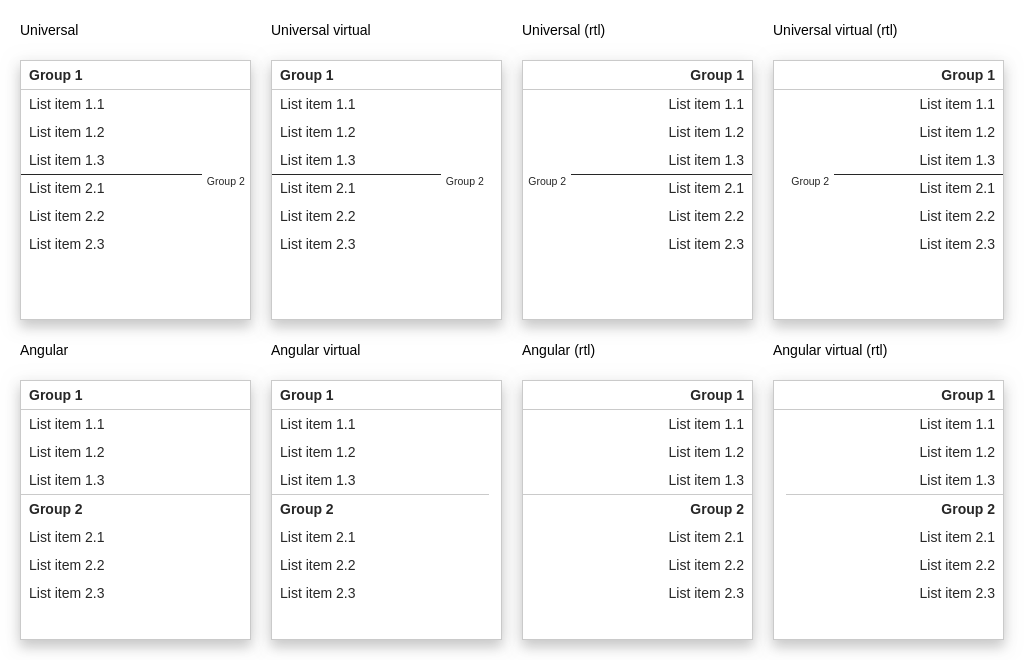 Universal
Group 1
List item 1.1
List item 1.2
List item 1.3
Group 2
List item 2.1
List item 2.2
List item 2.3
Universal virtual
Group 1
List item 1.1
List item 1.2
List item 1.3
Group 2
List item 2.1
List item 2.2
List item 2.3
Universal (rtl)
Group 1
List item 1.1
List item 1.2
List item 1.3
Group 2
List item 2.1
List item 2.2
List item 2.3
Universal virtual (rtl)
Group 1
List item 1.1
List item 1.2
List item 1.3
Group 2
List item 2.1
List item 2.2
List item 2.3
Angular
Group 1
List item 1.1
List item 1.2
List item 1.3
Group 2
List item 2.1
List item 2.2
List item 2.3
Angular virtual
Group 1
List item 1.1
List item 1.2
List item 1.3
Group 2
List item 2.1
List item 2.2
List item 2.3
Angular (rtl)
Group 1
List item 1.1
List item 1.2
List item 1.3
Group 2
List item 2.1
List item 2.2
List item 2.3
Angular virtual (rtl)
Group 1
List item 1.1
List item 1.2
List item 1.3
Group 2
List item 2.1
List item 2.2
List item 2.3